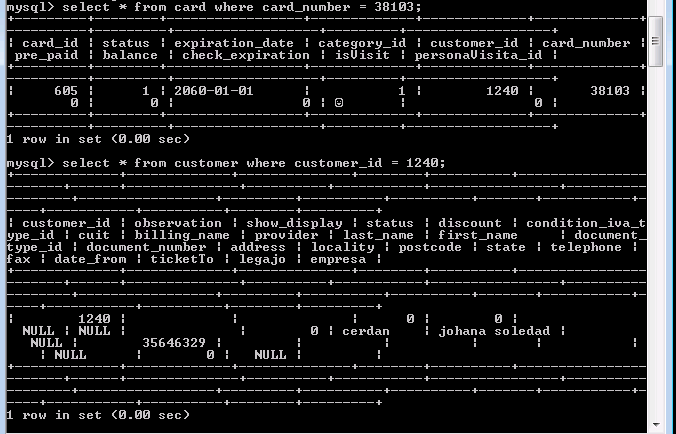 mysql> select * from card where card_number = 38103;
+---------+--------+-----------------+-------------+-------------+-------------+
----------+---------+------------------+---------+-------------------+
| card_id | status | expiration_date | category_id | customer_id | card_number |
 pre_paid | balance | check_expiration | isVisit | personaVisita_id |
+---------+--------+-----------------+-------------+-------------+-------------+
----------+---------+------------------+---------+-------------------+
|     605 |      1 | 2060-01-01      |           1 |        1240 |       38103 |
        0 |       0 |                0 | ☺       |                0 |
+---------+--------+-----------------+-------------+-------------+-------------+
----------+---------+------------------+---------+-------------------+
1 row in set (0.00 sec)
mysql> select * from customer where customer_id = 1240;
| customer_id | observation | show_display | status | discount | condition_iva_t
ype_id | cuit | billing_name | provider | last_name | first_name     | document_
type_id | document_number | address | locality | postcode | state | telephone |
fax | date_from | ticketTo | legajo | empresa |
|        1240 |             |              |      0 |        0 |
  NULL | NULL |              |        0 | cerdan    | johana soledad |
   NULL |        35646329 |         |          |          |       |           |
    | NULL      |        0 |   NULL |         |
1 row in set (0.00 sec)